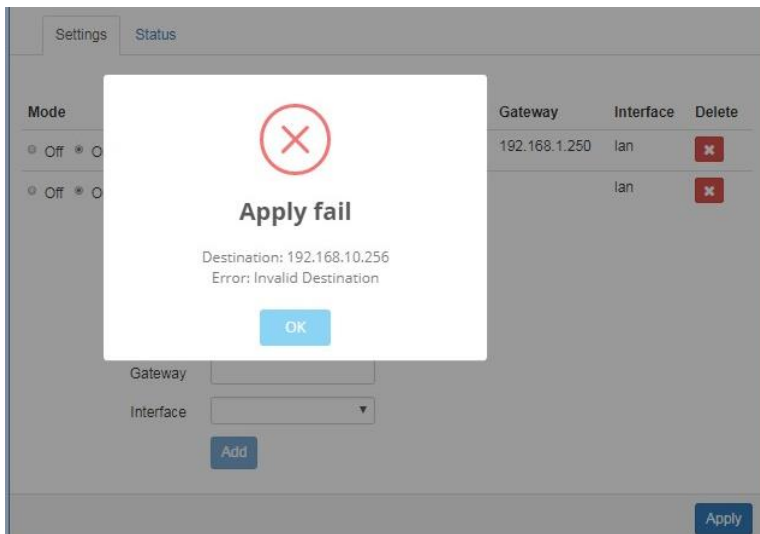 Settings Status
Mode Gateway Interface Delete
Off 192.168.1.250 lan
Off lan
Apply fail
Destination: 192.168.10.256
Error: Invalid Destination
OK
Gateway
Interface
Add
Apply